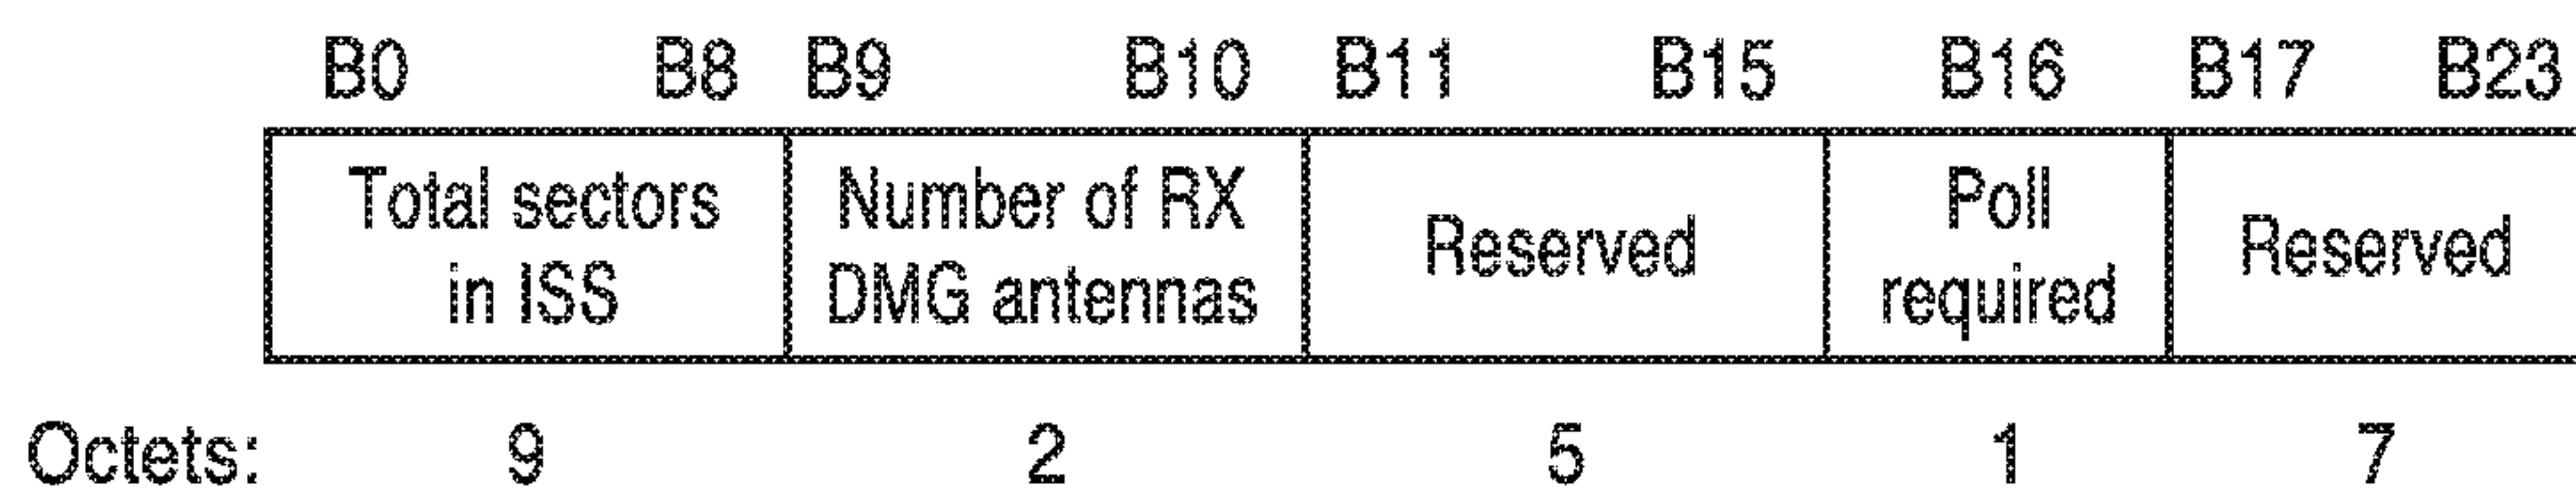 B0 B8 B9 B10 B11 B15 B16 B17 B23
Total sectors in ISS
Number of RX DMG antennas
Reserved
Poll required
Reserved
Octets: 9 2 5 1 7